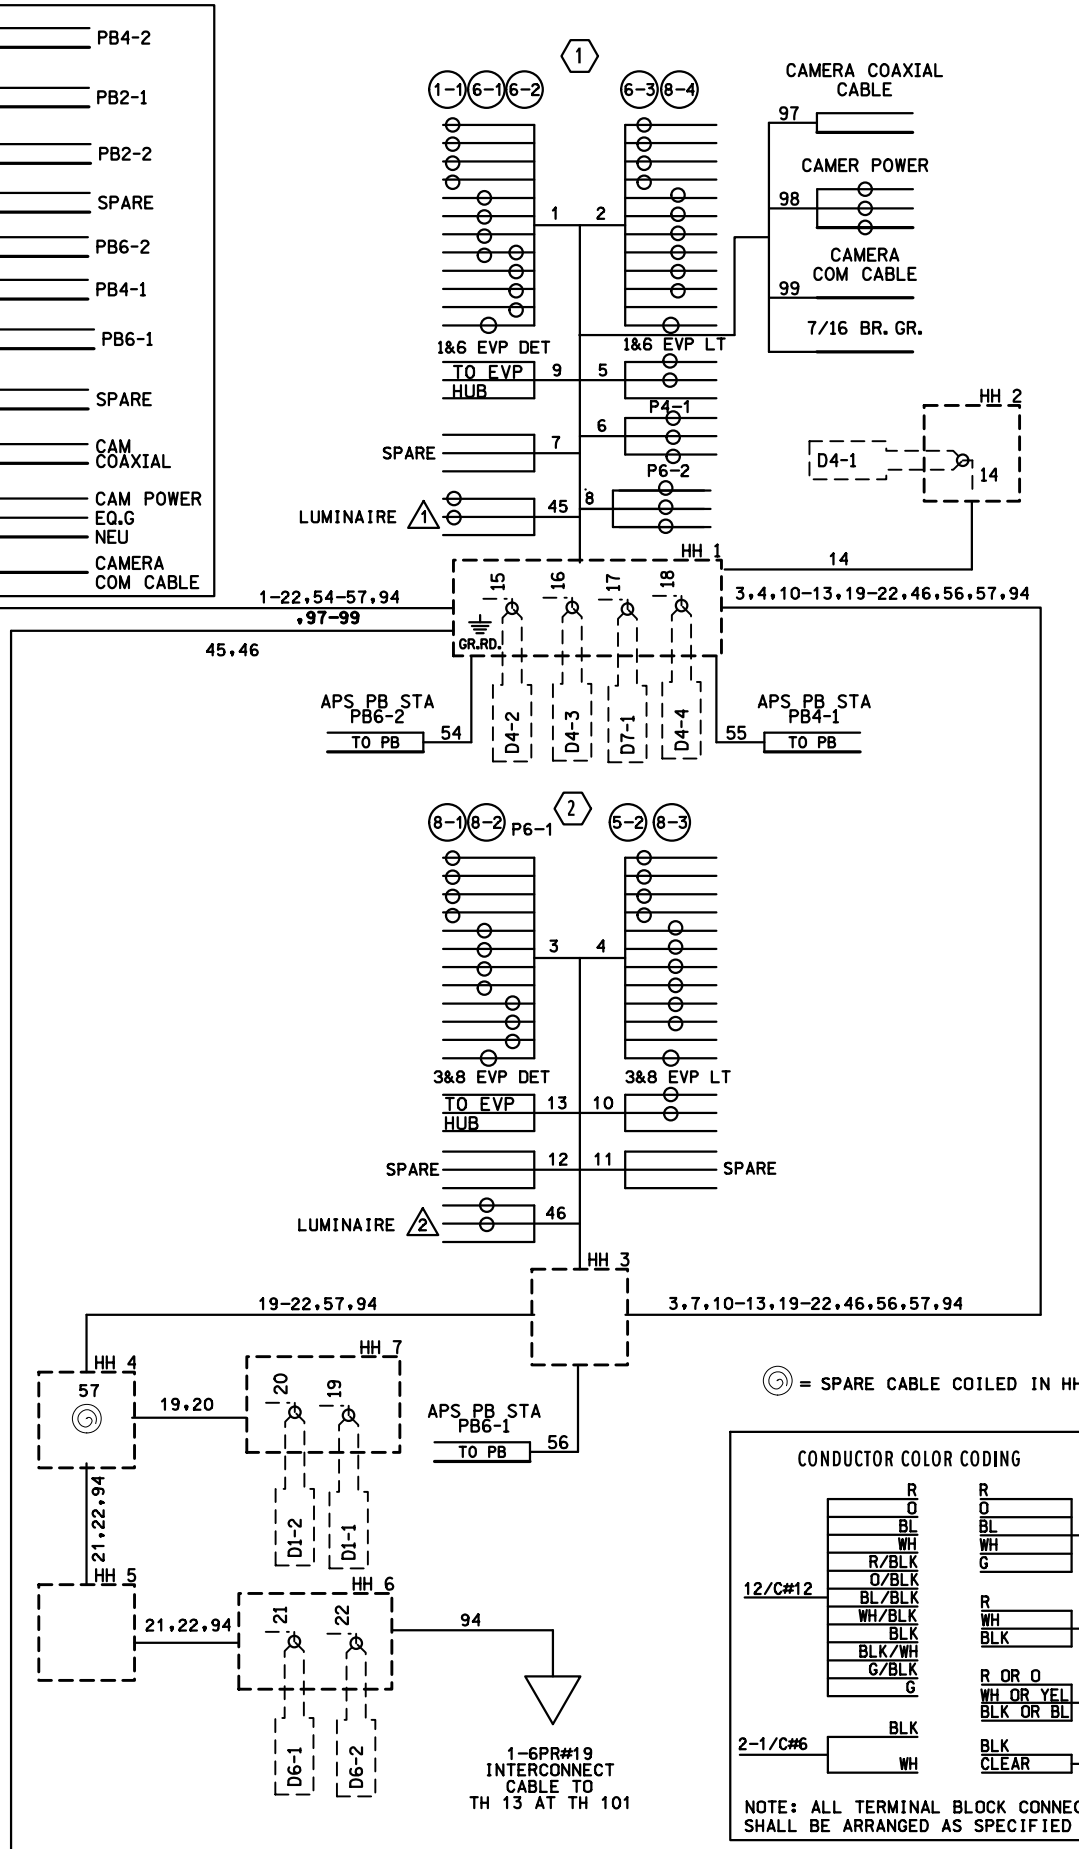 PB4-2
PB2-1
PB2-2
SPARE
PB6-2
PB4-1
PB6-1
SPARE
CAM
COAXIAL
CAM POWER
EQ.G
NEU
CAMERA
COM CABLE
1
1-1 6-1 6-2
6-3 8-4
1
2
1&6 EVP DET
1&6 EVP LT
TO EVP
HUB
9
5
P4-1
6
SPARE
7
P6-2
LUMINAIRE 1
45
8
CAMERA COAXIAL
CABLE
97
CAMER POWER
98
CAMERA
COM CABLE
99
7/16 BR. GR.
HH 2
D4-1
14
14
HH 1
15
16
17
18
GR.RD.
1-22,54-57,94
,97-99
45,46
3,4,10-13,19-22,46,56,57,94
APS PB STA
PB6-2
TO PB
54
D4-2
D4-3
D7-1
D4-4
55
APS PB STA
PB4-1
TO PB
2
8-1 8-2 P6-1
5-2 8-3
3
4
3&8 EVP DET
3&8 EVP LT
TO EVP
HUB
13
10
SPARE
12
11
SPARE
LUMINAIRE 2
46
HH 3
19-22,57,94
3,7,10-13,19-22,46,56,57,94
HH 4
57
19,20
HH 7
20
19
D1-2
D1-1
APS PB STA
PB6-1
TO PB
56
= SPARE CABLE COILED IN HH
21,22,94
HH 5
21,22,94
HH 6
21
22
D6-1
D6-2
94
1-6PR#19
INTERCONNECT
CABLE TO
TH 13 AT TH 101
CONDUCTOR COLOR CODING
12/C#12
R
O
BL
WH
R/BLK
O/BLK
BL/BLK
WH/BLK
BLK
BLK/WH
G/BLK
G
2-1/C#6
BLK
WH
R
O
BL
WH
G
R
WH
BLK
R OR O
WH OR YEL
BLK OR BL
BLK
CLEAR
NOTE: ALL TERMINAL BLOCK CONNEC
SHALL BE ARRANGED AS SPECIFIED